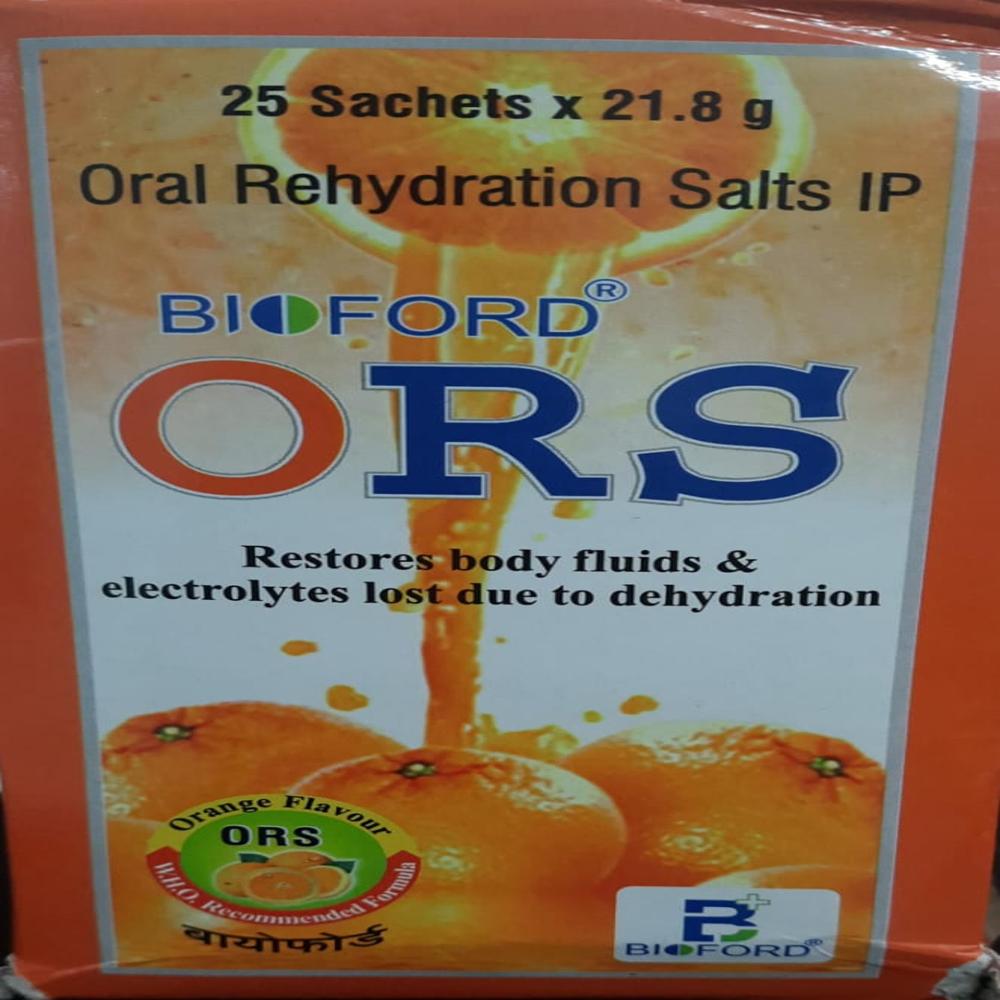 25 Sachets x 21.8 g
Oral Rehydration Salts IP
BIOFORD®
ORS
Restores body fluids &
electrolytes lost due to dehydration
Orange Flavour
ORS
W.H.O. Recommended Formula
बायोफोर्ड
B+
BIOFORD®